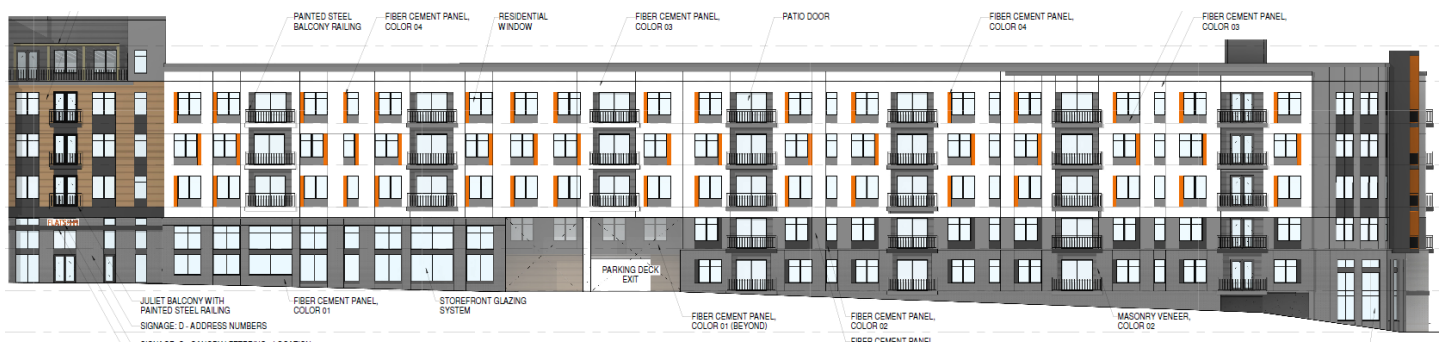 PAINTED STEEL
BALCONY RAILING
FIBER CEMENT PANEL,
COLOR 04
RESIDENTIAL
WINDOW
FIBER CEMENT PANEL,
COLOR 03
PATIO DOOR
FIBER CEMENT PANEL,
COLOR 04
FIBER CEMENT PANEL,
COLOR 03
PARKING DECK
EXIT
JULIET BALCONY WITH
PAINTED STEEL RAILING
SIGNAGE: D - ADDRESS NUMBERS
FIBER CEMENT PANEL,
COLOR 01
STOREFRONT GLAZING
SYSTEM
FIBER CEMENT PANEL,
COLOR 01 (BEYOND)
FIBER CEMENT PANEL,
COLOR 02
FIBER CEMENT PANEL
MASONRY VENEER,
COLOR 02